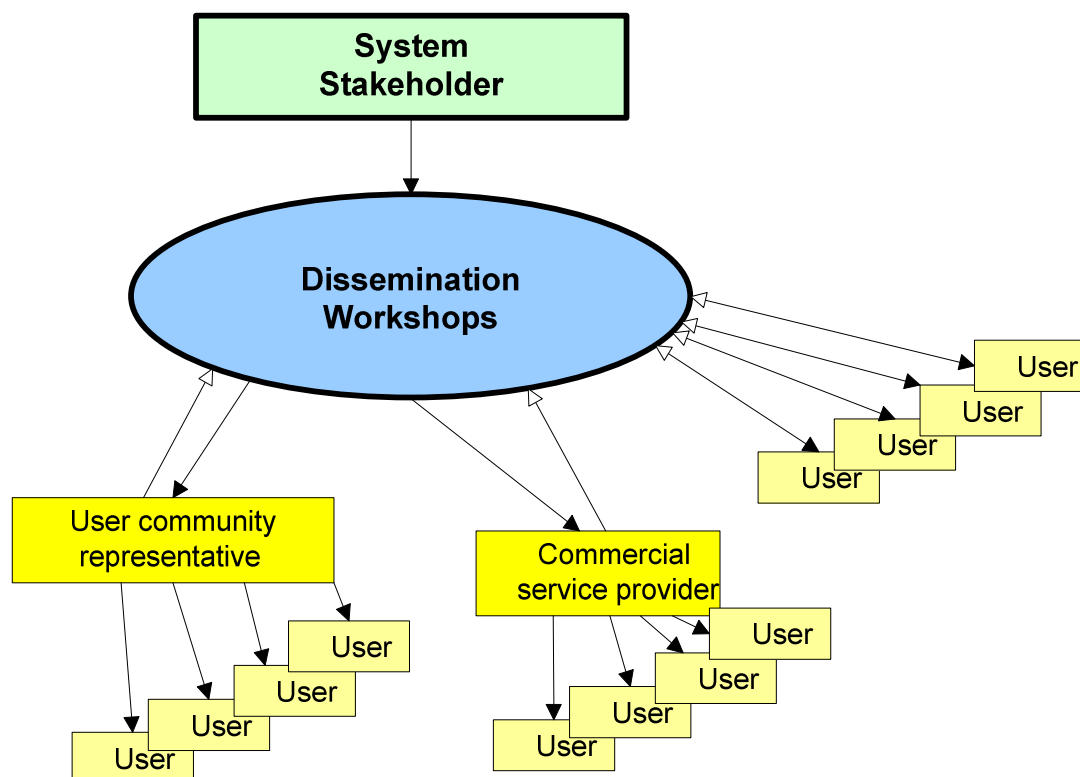 System
Stakeholder
Dissemination
Workshops
User
User
User
User
User community
representative
Commercial
service provider
User
User
User
User
User
User
User
User